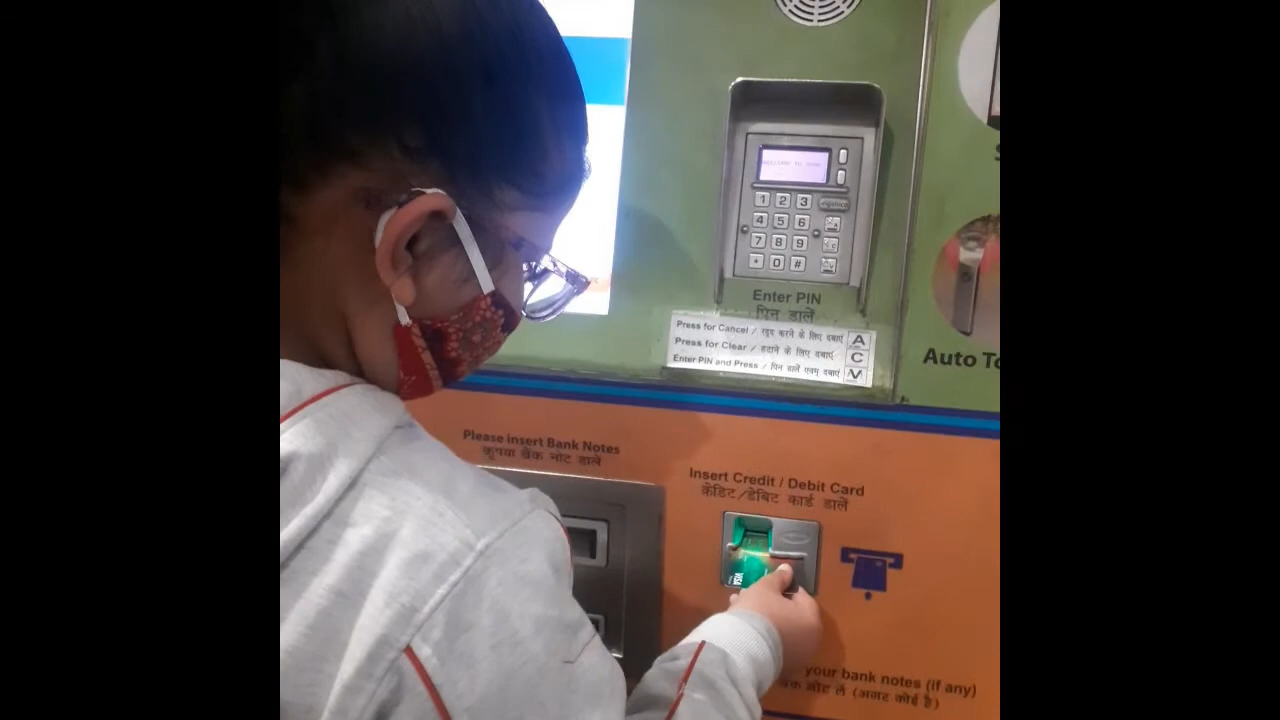 1 2 3
4 5 6
7 8 9
* 0 #
Enter PIN
पिन डालें
Press for Cancel / रद्द करने के लिए दबाएं A
Press for Clear / हटाने के लिए दबाएं C
Enter PIN and Press / पिन डालें एवम् दबाएं V
Auto
Please insert Bank Notes
कृपया बैंक नोट डालें
Insert Credit / Debit Card
क्रेडिट/डेबिट कार्ड डालें
VISA
your bank notes (if any)
नोट लें (अगर कोई है)